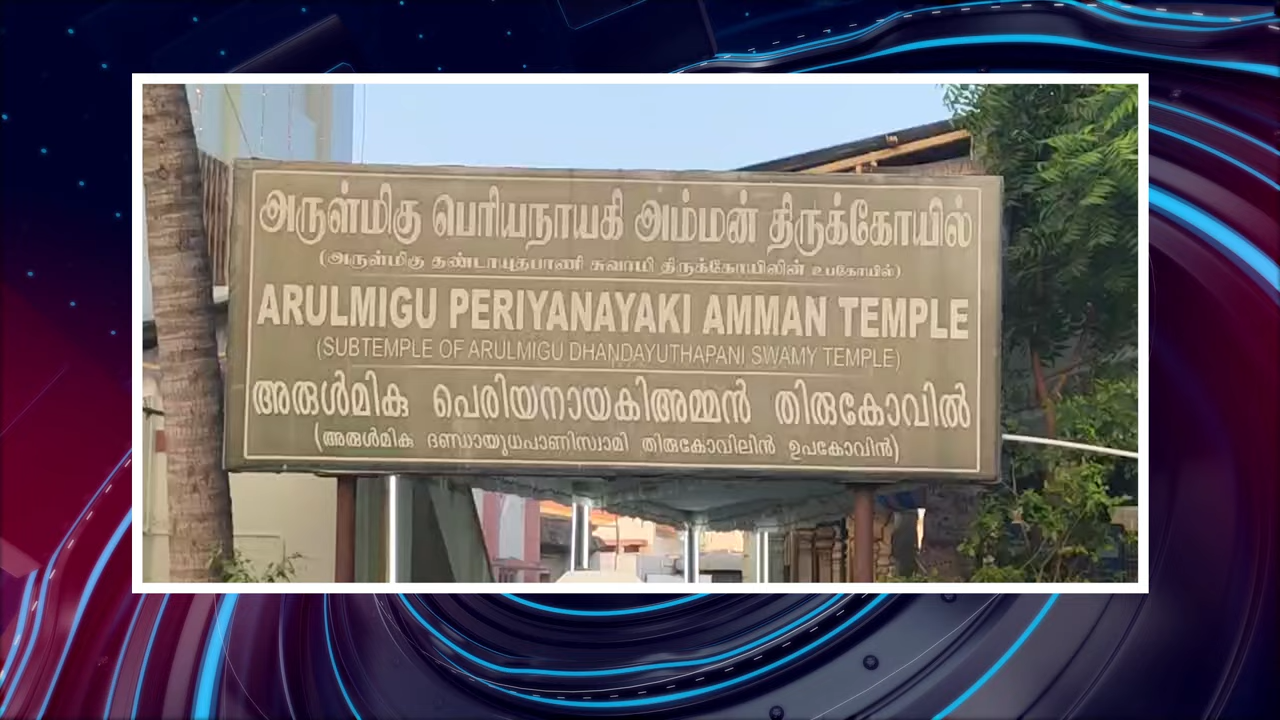 அருள்மிகு பெரியநாயகி அம்மன் திருக்கோயில்
(அருள்மிகு தண்டாயுதபாணி சுவாமி திருக்கோயிலின் உபகோயில்)
ARULMIGU PERIYANAYAKI AMMAN TEMPLE
(SUBTEMPLE OF ARULMIGU DHANDAYUTHAPANI SWAMY TEMPLE)
അരുൾമികു പെരിയനായകിഅമ്മൻ തിരുകോവിൽ
(അരുൾമികു ദണ്ഡായുധപാണിസ്വാമി തിരുകോവിലിൻ ഉപകോവിൻ)